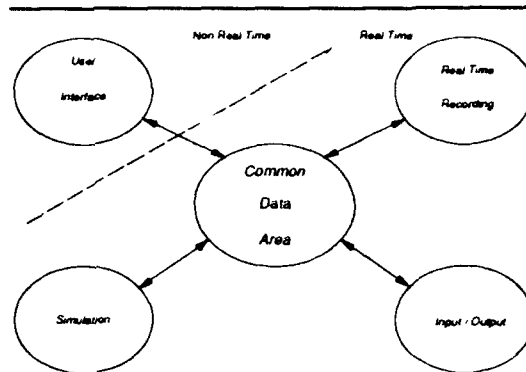 Non Real Time
Real Time
User
Interface
Real Time
Recording
Common
Data
Area
Simulation
Input / Output